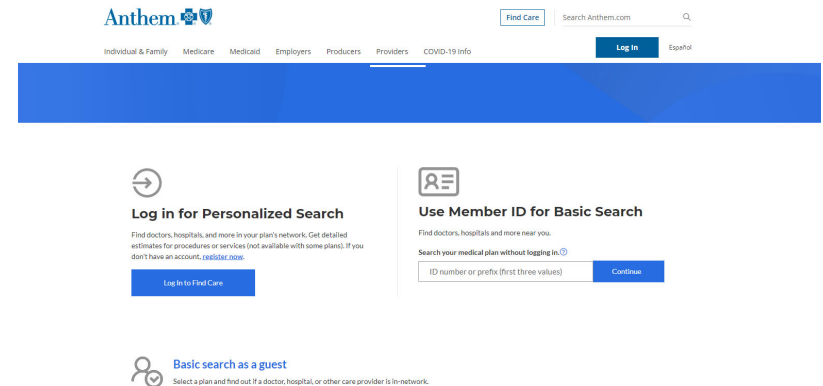 Anthem
Find Care
Search Anthem.com
Individual & Family Medicare Medicaid Employers Producers Providers COVID-19 Info
Log In
Español
Log in for Personalized Search
Find doctors, hospitals, and more in your plan's network. Get detailed
estimates for procedures or services (not available with some plans). If you
don't have an account, register now.
Log In to Find Care
Use Member ID for Basic Search
Find doctors, hospitals and more near you.
Search your medical plan without logging in.
ID number or prefix (first three values)
Continue
Basic search as a guest
Select a plan and find out if a doctor, hospital, or other care provider is in-network.